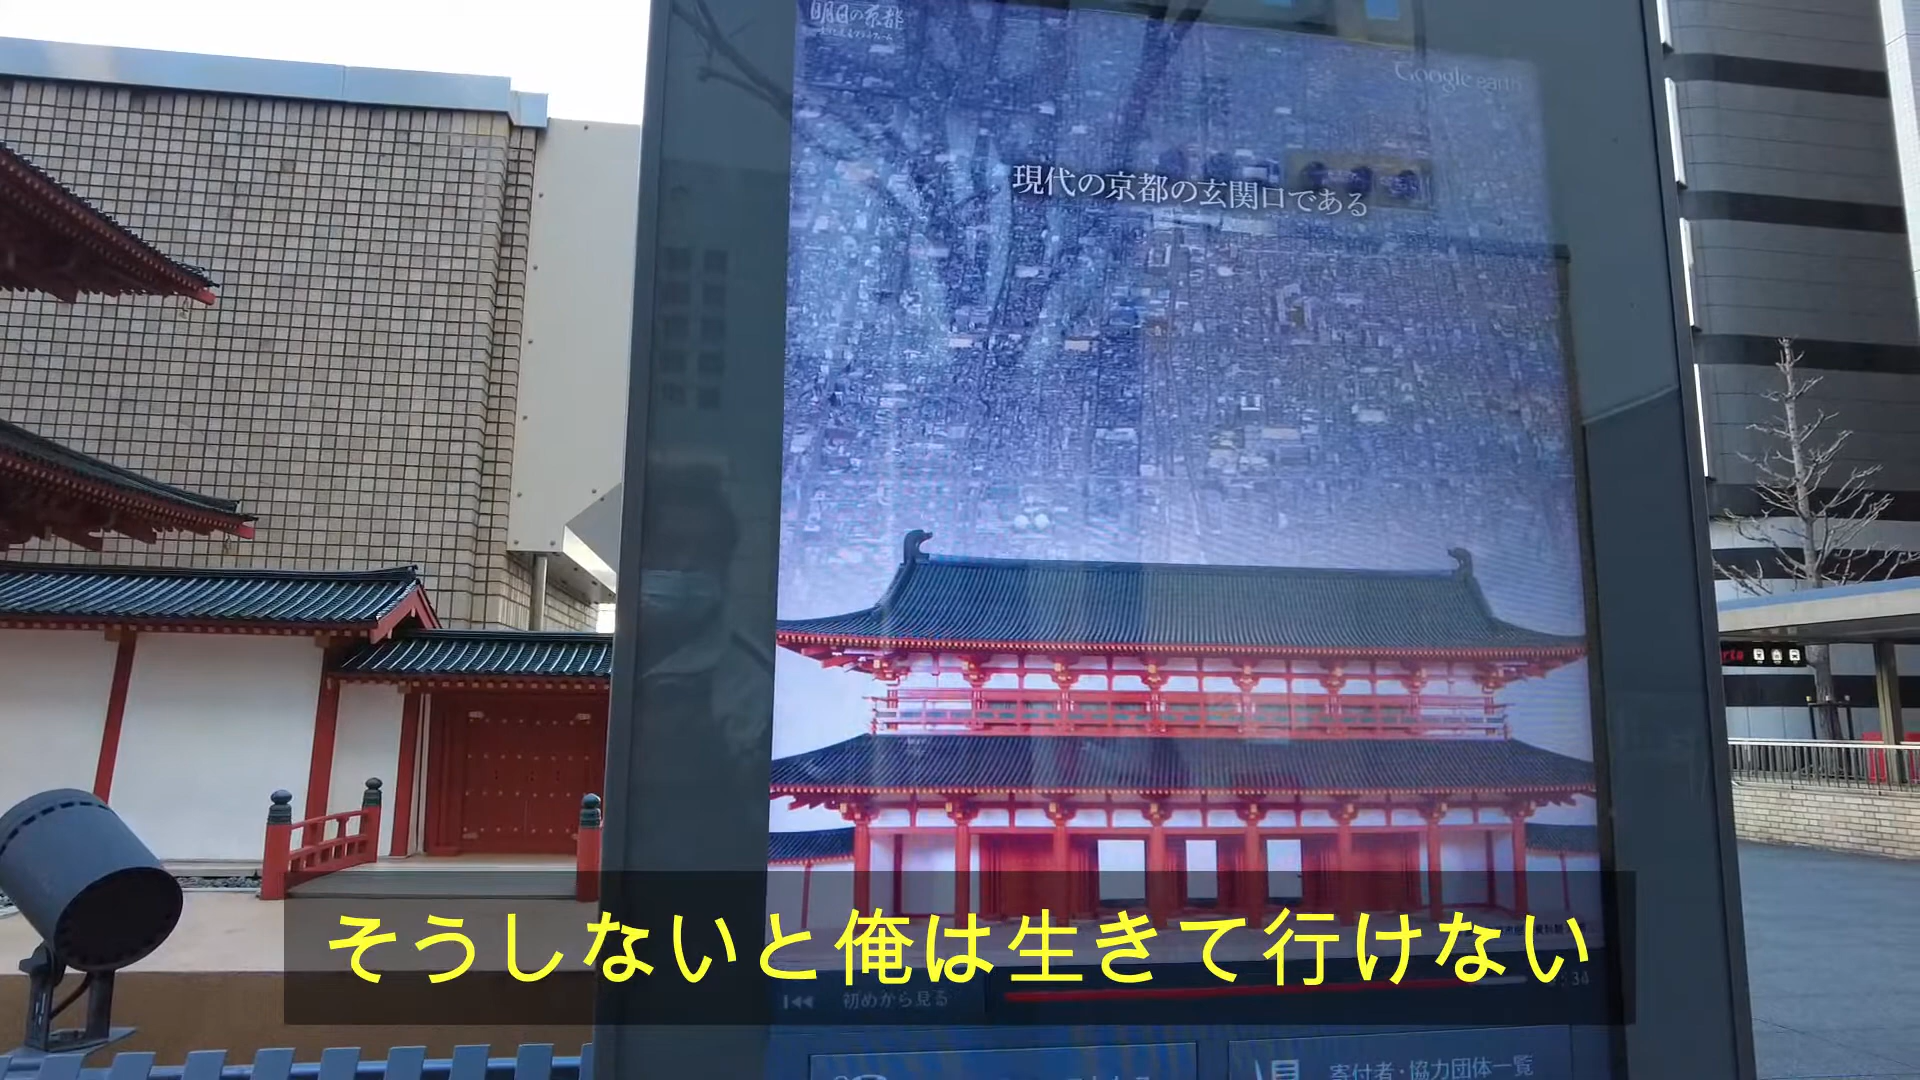 明日の京都
Google earth
現代の京都の玄関口である
そうしないと俺は生きて行けない
初めから見る
寄付者・協力団体一覧